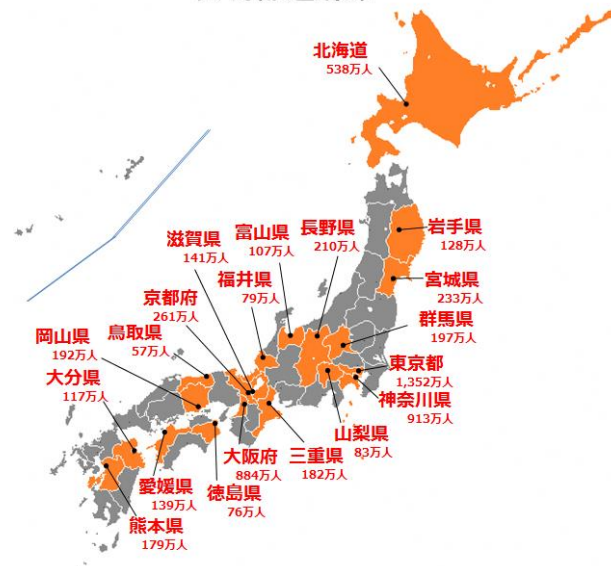 北海道
538万人
岩手県
128万人
宮城県
233万人
長野県
210万人
富山県
107万人
滋賀県
141万人
福井県
79万人
京都府
261万人
鳥取県
57万人
岡山県
192万人
大分県
117万人
群馬県
197万人
東京都
1,352万人
神奈川県
913万人
山梨県
83万人
三重県
182万人
大阪府
884万人
徳島県
76万人
愛媛県
139万人
熊本県
179万人